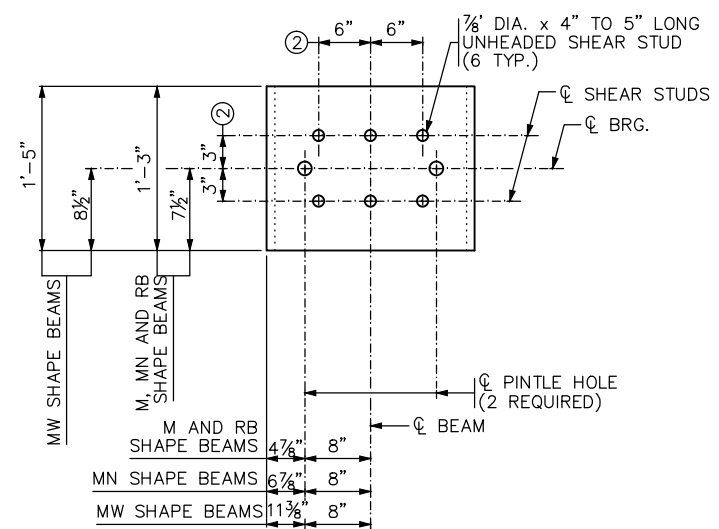 6” 6”
⅞' DIA. x 4” TO 5” LONG
UNHEADED SHEAR STUD
(6 TYP.)
2
℄ SHEAR STUDS
2
℄ BRG.
1'-5”
8½”
1'-3”
7½”
3”
3”
MW SHAPE BEAMS
M, MN AND RB
SHAPE BEAMS
℄ PINTLE HOLE
(2 REQUIRED)
℄ BEAM
M AND RB
SHAPE BEAMS 4⅞” 8”
MN SHAPE BEAMS 6⅞” 8”
MW SHAPE BEAMS 11⅜” 8”